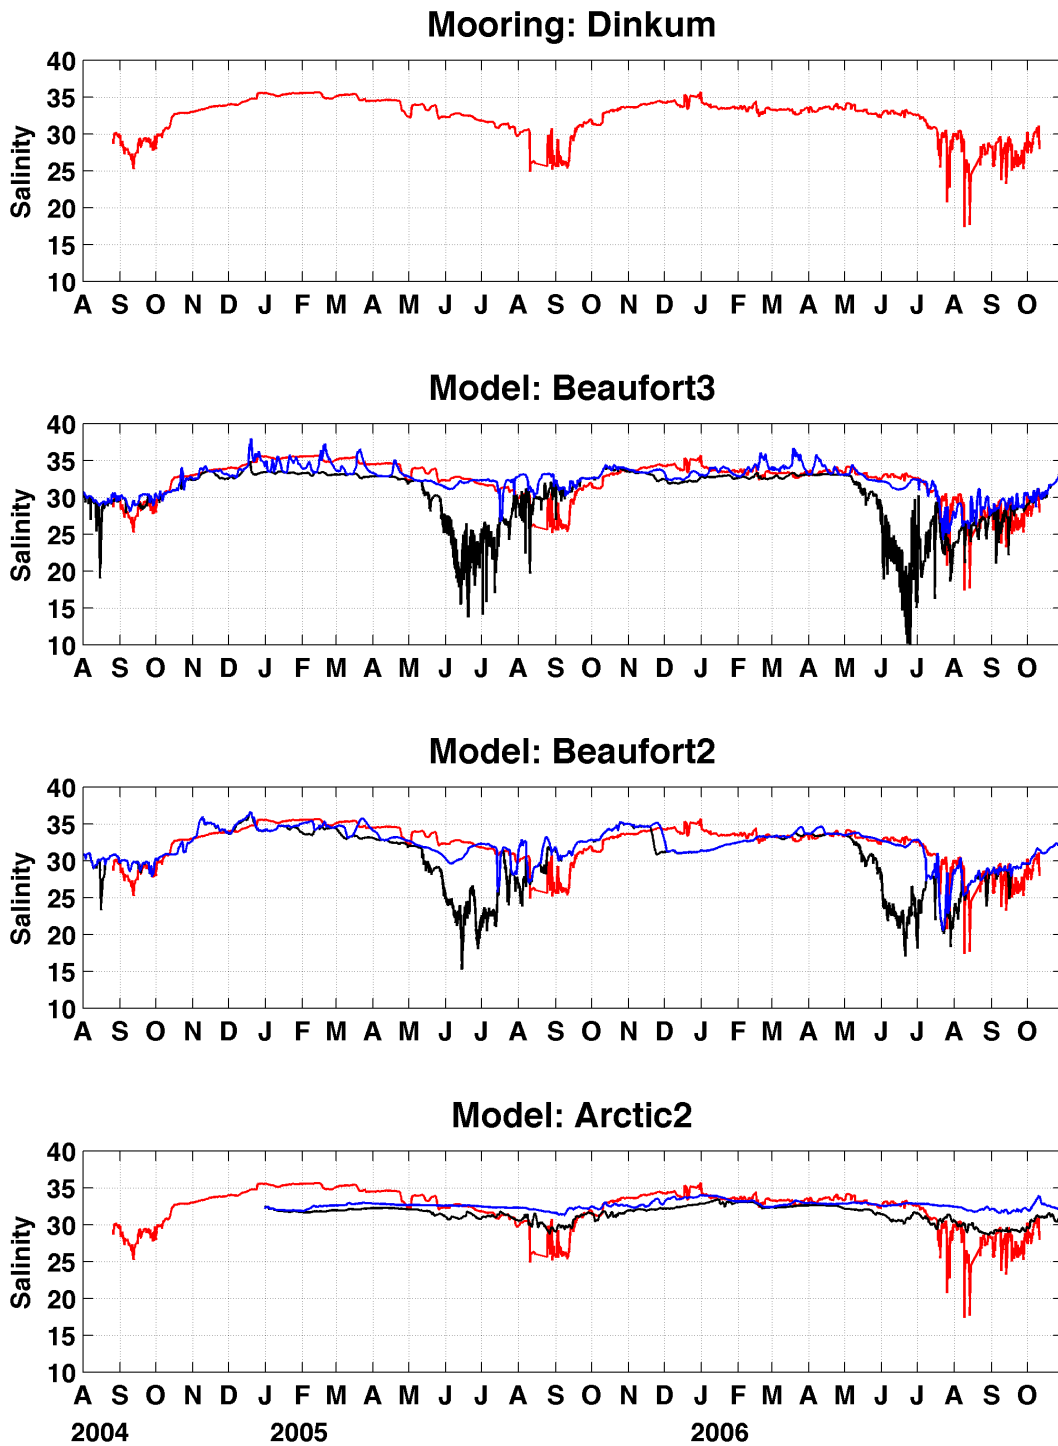 Mooring: Dinkum
40
35
30
25
20
15
10
Salinity
A S O N D J F M A M J J A S O N D J F M A M J J A S O
Model: Beaufort3
40
35
30
25
20
15
10
Salinity
A S O N D J F M A M J J A S O N D J F M A M J J A S O
Model: Beaufort2
40
35
30
25
20
15
10
Salinity
A S O N D J F M A M J J A S O N D J F M A M J J A S O
Model: Arctic2
40
35
30
25
20
15
10
Salinity
A S O N D J F M A M J J A S O N D J F M A M J J A S O
2004 2005 2006